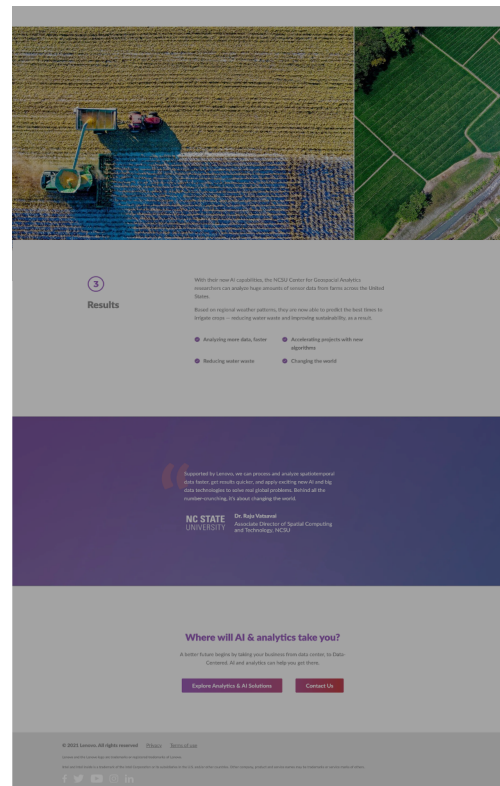 3
Results
With their new AI capabilities, the NCSU Center for Geospatial Analytics
researchers can analyze huge amounts of sensor data from farms across the United
States.
Based on regional weather patterns, they are now able to predict the best times to
irrigate crops — reducing water waste and improving sustainability, as a result.
Analyzing more data, faster
Accelerating projects with new
algorithms
Reducing water waste
Changing the world
Supported by Lenovo, we can process and analyze spatiotemporal
data faster, get results quicker, and apply exciting new AI and big
data technologies to solve real global problems. Behind all the
number-crunching, it's about changing the world.
NC STATE
UNIVERSITY
Dr. Raju Vatsavai
Associate Director of Spatial Computing
and Technology, NCSU
Where will AI & analytics take you?
A better future begins by taking your business from data center, to Data-
Centered. AI and analytics can help you get there.
Explore Analytics & AI Solutions
Contact Us
© 2021 Lenovo. All rights reserved
Privacy
Terms of use